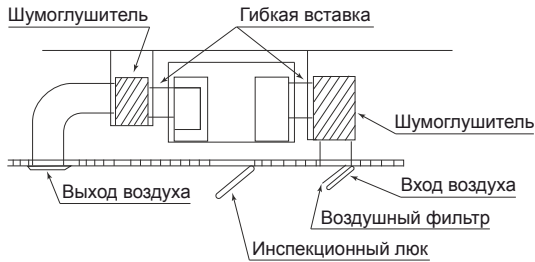 Шумоглушитель
Гибкая вставка
Шумоглушитель
Выход воздуха
Вход воздуха
Воздушный фильтр
Инспекционный люк